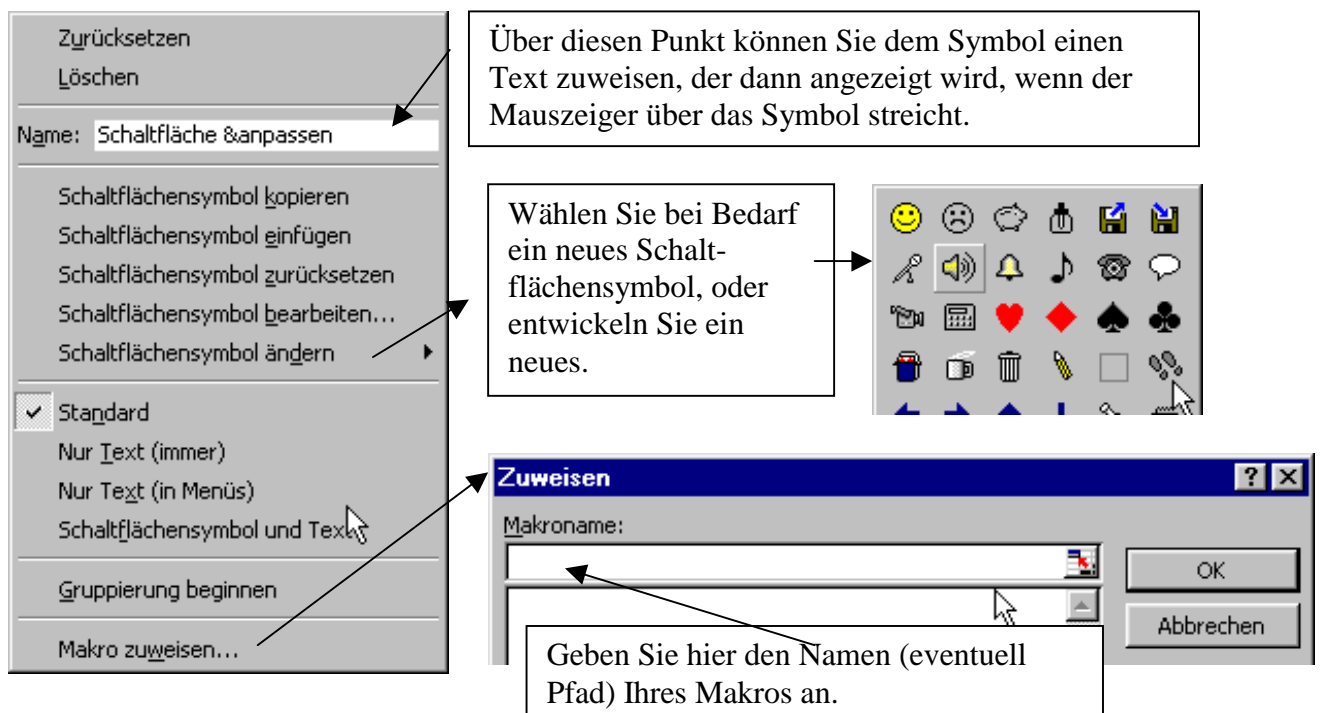 Zurücksetzen
Löschen
Name: Schaltfläche &anpassen
Schaltflächensymbol kopieren
Schaltflächensymbol einfügen
Schaltflächensymbol zurücksetzen
Schaltflächensymbol bearbeiten...
Schaltflächensymbol ändern
Standard
Nur Text (immer)
Nur Text (in Menüs)
Schaltflächensymbol und Text
Gruppierung beginnen
Makro zuweisen...
Über diesen Punkt können Sie dem Symbol einen
Text zuweisen, der dann angezeigt wird, wenn der
Mauszeiger über das Symbol streicht.
Wählen Sie bei Bedarf
ein neues Schalt-
flächensymbol, oder
entwickeln Sie ein
neues.
Zuweisen
Makroname:
OK
Abbrechen
Geben Sie hier den Namen (eventuell
Pfad) Ihres Makros an.